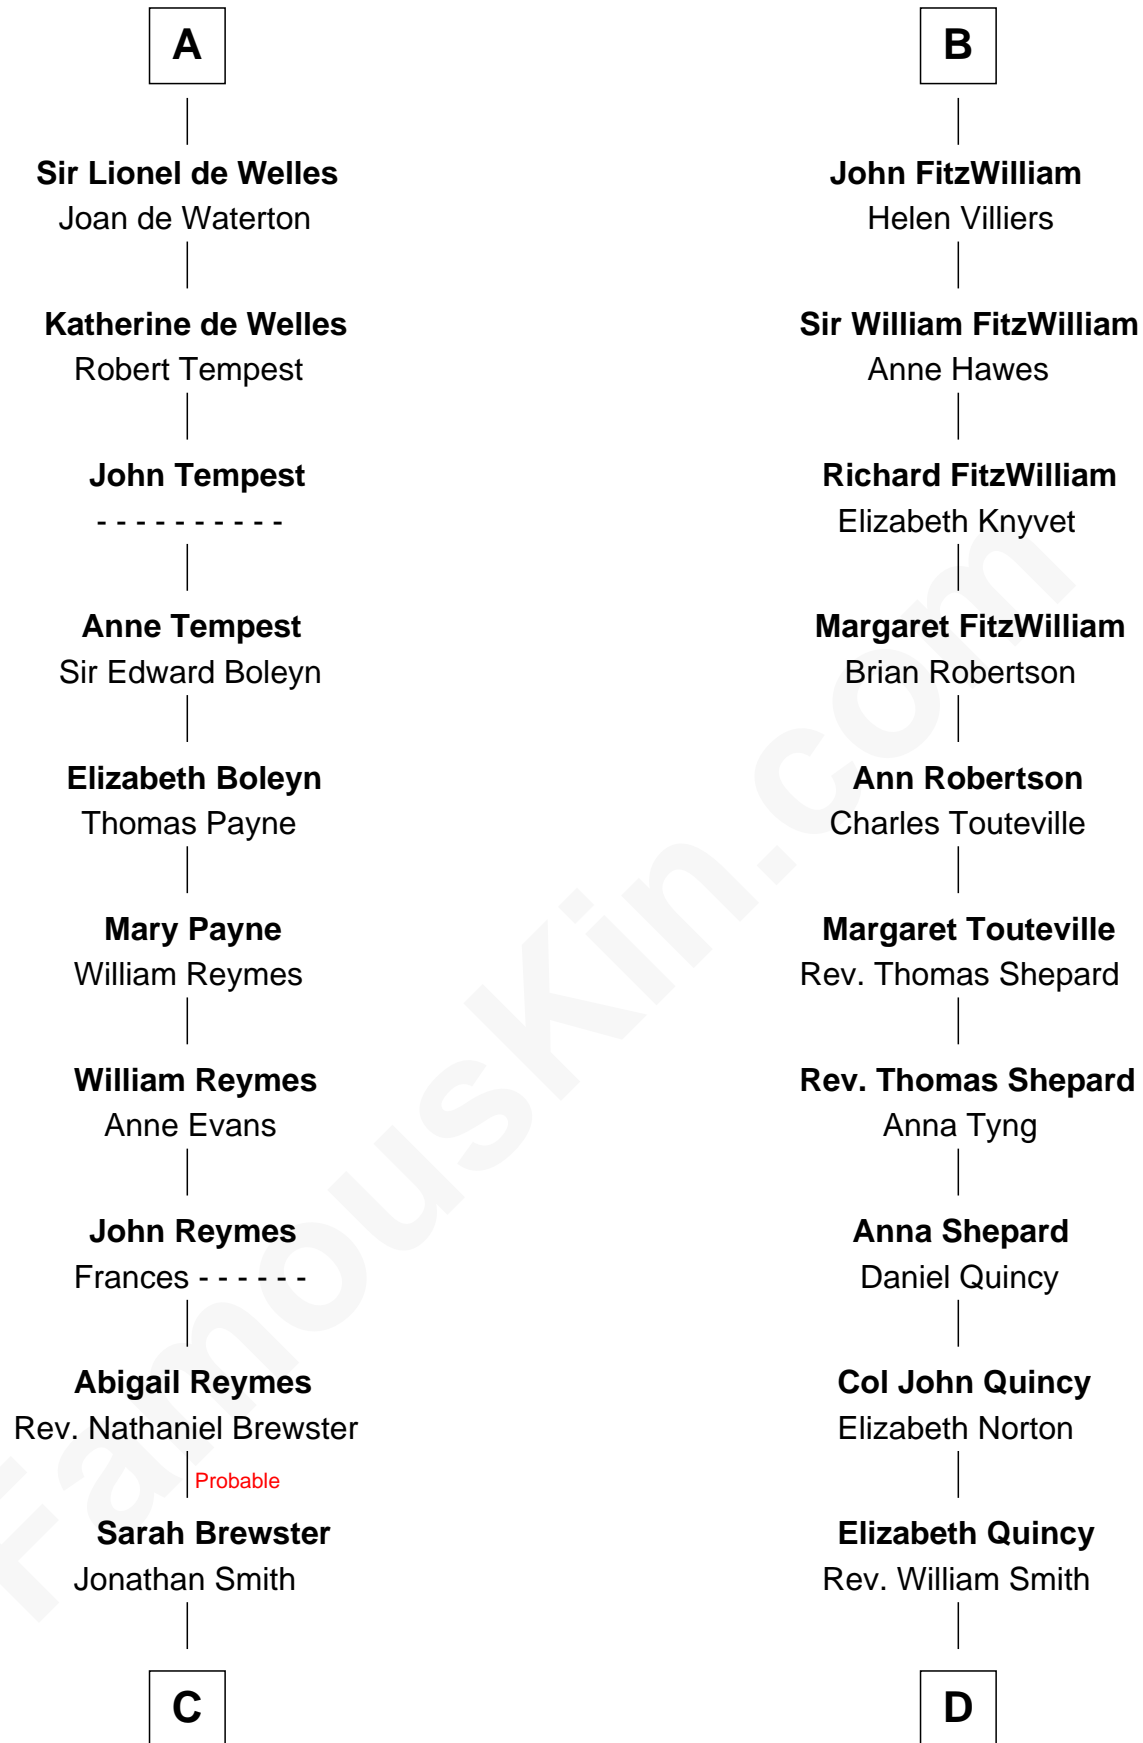 A
Sir Lionel de Welles
Joan de Waterton
Katherine de Welles
Robert Tempest
John Tempest
- - - - - - - - - -
Anne Tempest
Sir Edward Boleyn
Elizabeth Boleyn
Thomas Payne
Mary Payne
William Reymes
William Reymes
Anne Evans
John Reymes
Frances - - - - - -
Abigail Reymes
Rev. Nathaniel Brewster
Probable
Sarah Brewster
Jonathan Smith
C
B
John FitzWilliam
Helen Villiers
Sir William FitzWilliam
Anne Hawes
Richard FitzWilliam
Elizabeth Knyvet
Margaret FitzWilliam
Brian Robertson
Ann Robertson
Charles Touteville
Margaret Touteville
Rev. Thomas Shepard
Rev. Thomas Shepard
Anna Tyng
Anna Shepard
Daniel Quincy
Col John Quincy
Elizabeth Norton
Elizabeth Quincy
Rev. William Smith
D
FamousKin.com